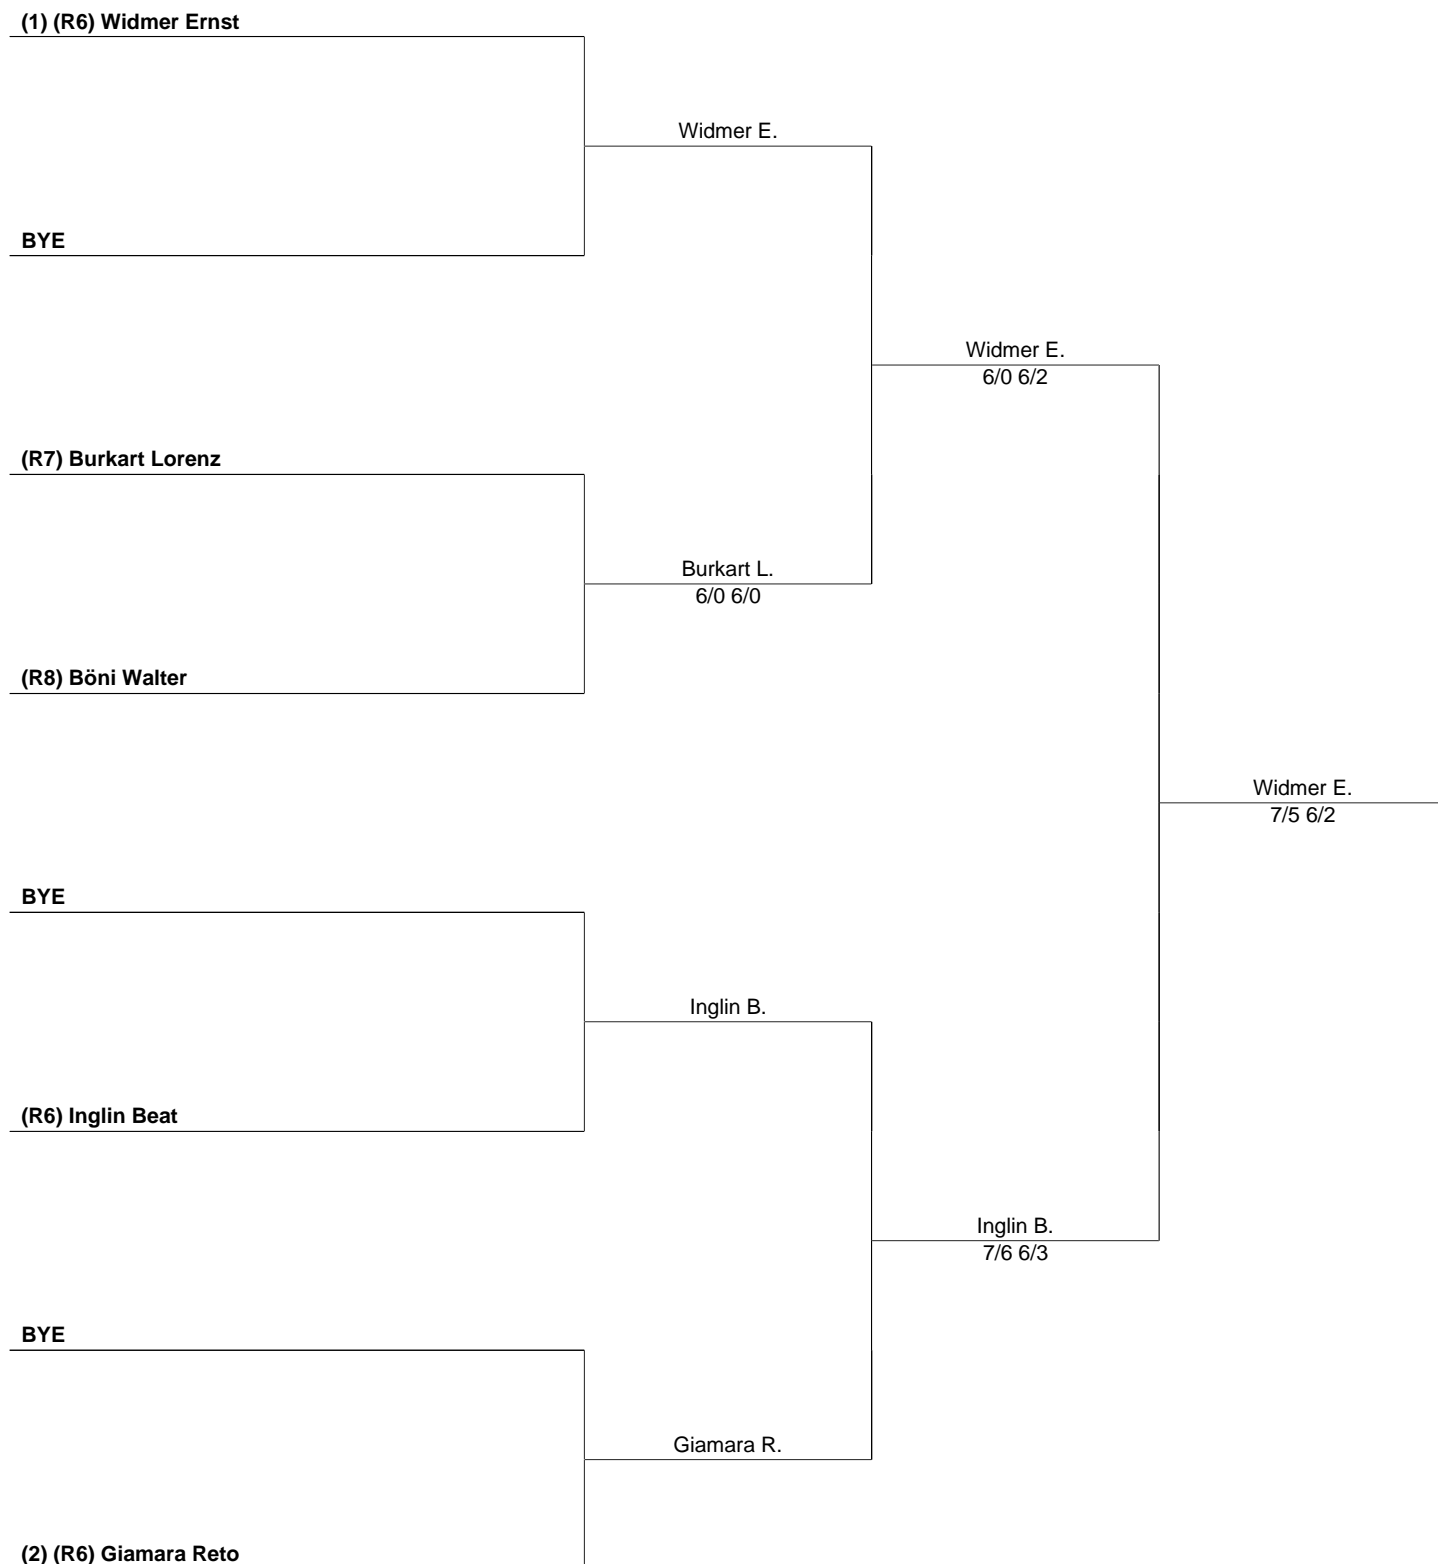 (1) (R6) Widmer Ernst
Widmer E.
BYE
Widmer E.
6/0 6/2
(R7) Burkart Lorenz
Burkart L.
6/0 6/0
(R8) Böni Walter
Widmer E.
7/5 6/2
BYE
Inglin B.
(R6) Inglin Beat
Inglin B.
7/6 6/3
BYE
Giamara R.
(2) (R6) Giamara Reto